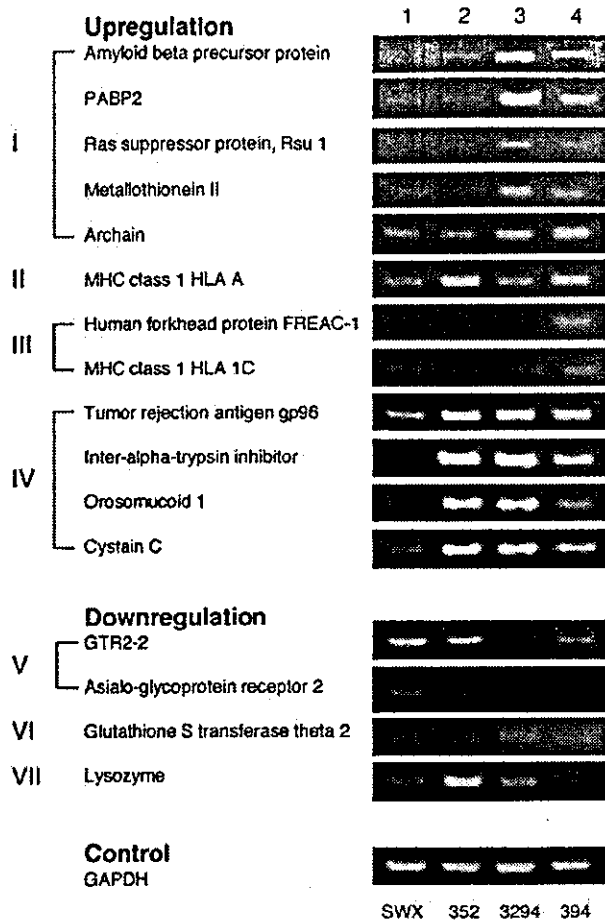 Upregulation
1 2 3 4
Amyloid beta precursor protein
PABP2
I
Ras suppressor protein, Rsu 1
Metallothionein II
Archain
II
MHC class 1 HLA A
Human forkhead protein FREAC-1
III
MHC class 1 HLA 1C
Tumor rejection antigen gp96
Inter-alpha-trypsin inhibitor
IV
Orosomucoid 1
Cystain C
Downregulation
GTR2-2
V
Asialo-glycoprotein receptor 2
VI
Glutathione S transferase theta 2
VII
Lysozyme
Control
GAPDH
SWX 352 3294 394